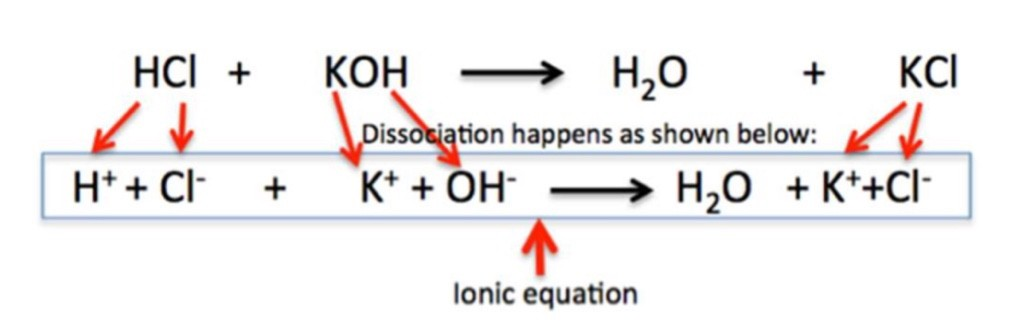 HCl + KOH ⟶ H₂O + KCl
Dissociation happens as shown below:
H⁺ + Cl⁻ + K⁺ + OH⁻ ⟶ H₂O + K⁺+Cl⁻
Ionic equation